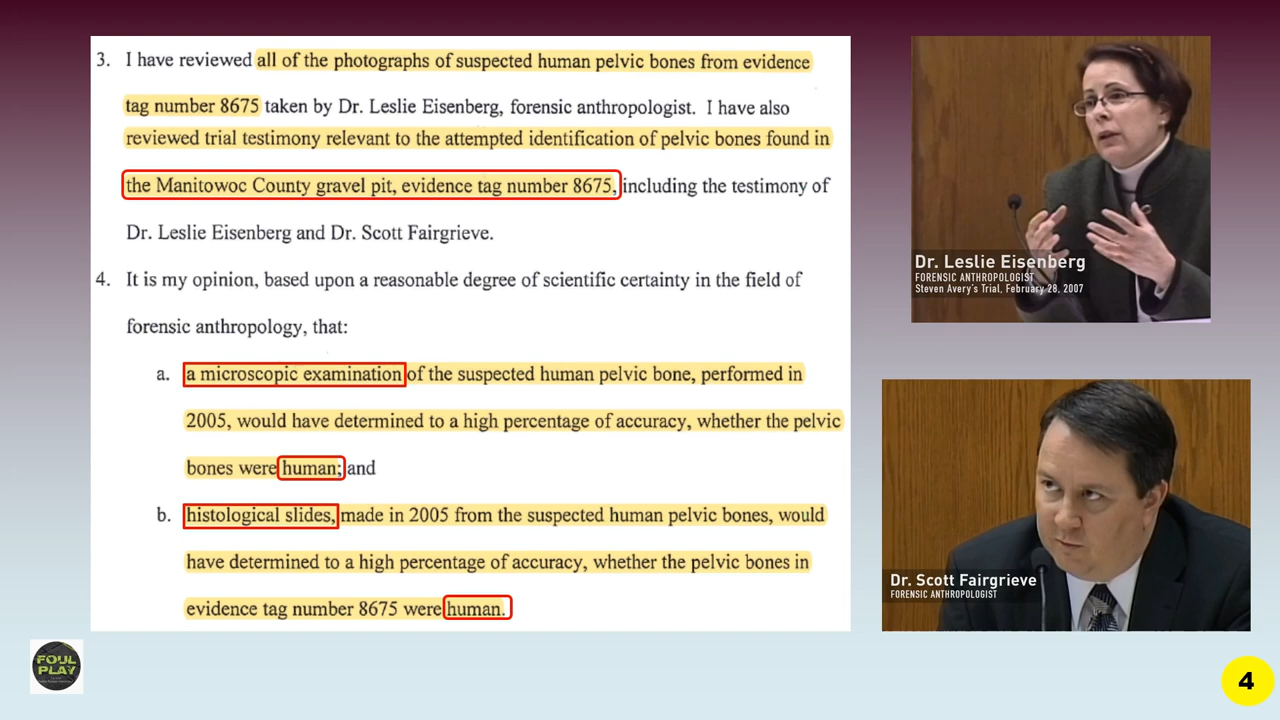 3. I have reviewed all of the photographs of suspected human pelvic bones from evidence
tag number 8675 taken by Dr. Leslie Eisenberg, forensic anthropologist. I have also
reviewed trial testimony relevant to the attempted identification of pelvic bones found in
the Manitowoc County gravel pit, evidence tag number 8675, including the testimony of
Dr. Leslie Eisenberg and Dr. Scott Fairgrieve.
4. It is my opinion, based upon a reasonable degree of scientific certainty in the field of
forensic anthropology, that:
a. a microscopic examination of the suspected human pelvic bone, performed in
2005, would have determined to a high percentage of accuracy, whether the pelvic
bones were human; and
b. histological slides, made in 2005 from the suspected human pelvic bones, would
have determined to a high percentage of accuracy, whether the pelvic bones in
evidence tag number 8675 were human.
Dr. Leslie Eisenberg
FORENSIC ANTHROPOLOGIST
Steven Avery's Trial, February 28, 2007
Dr. Scott Fairgrieve
FORENSIC ANTHROPOLOGIST
FOUL
PLAY
4